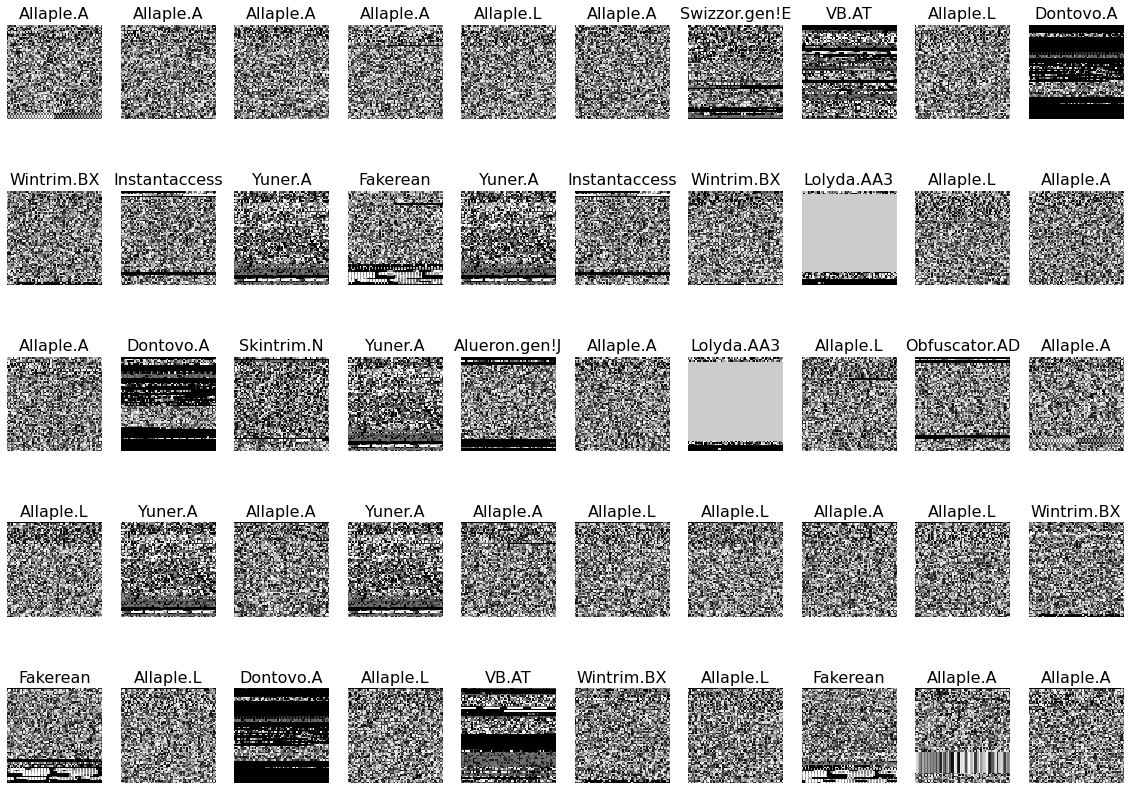 Allaple.A Allaple.A Allaple.A Allaple.A Allaple.L Allaple.A Swizzor.gen!E VB.AT Allaple.L Dontovo.A
Wintrim.BX Instantaccess Yuner.A Fakerean Yuner.A Instantaccess Wintrim.BX Lolyda.AA3 Allaple.L Allaple.A
Allaple.A Dontovo.A Skintrim.N Yuner.A Alueron.gen!J Allaple.A Lolyda.AA3 Allaple.L Obfuscator.AD Allaple.A
Allaple.L Yuner.A Allaple.A Yuner.A Allaple.A Allaple.L Allaple.L Allaple.A Allaple.L Wintrim.BX
Fakerean Allaple.L Dontovo.A Allaple.L VB.AT Wintrim.BX Allaple.L Fakerean Allaple.A Allaple.A